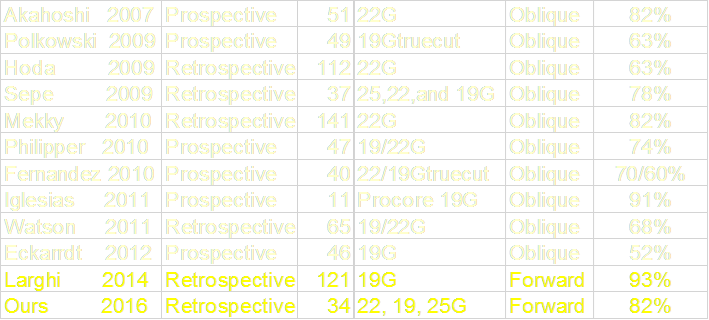 Akahoshi 2007 Prospective 51 22G Oblique 82%
Polkowski 2009 Prospective 49 19Gtruecut Oblique 63%
Hoda 2009 Retrospective 112 22G Oblique 63%
Sepe 2009 Retrospective 37 25,22,and 19G Oblique 78%
Mekky 2010 Retrospective 141 22G Oblique 82%
Philipper 2010 Prospective 47 19/22G Oblique 74%
Fernandez 2010 Prospective 40 22/19Gtruecut Oblique 70/60%
Iglesias 2011 Prospective 11 Procore 19G Oblique 91%
Watson 2011 Retrospective 65 19/22G Oblique 68%
Eckarrdt 2012 Prospective 46 19G Oblique 52%
Larghi 2014 Retrospective 121 19G Forward 93%
Ours 2016 Retrospective 34 22, 19, 25G Forward 82%